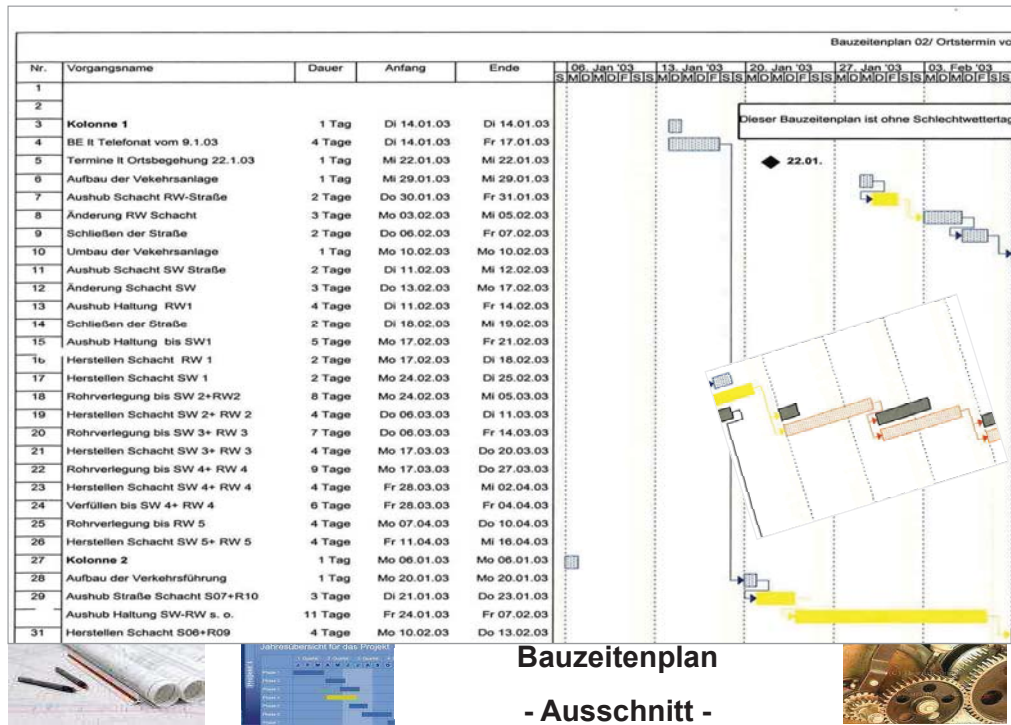 Bauzeitenplan 02/ Ortstermin vo
Nr. Vorgangsname Dauer Anfang Ende 06. Jan '03 13. Jan '03 20. Jan '03 27. Jan '03 03. Feb '03
S M D M D F S S M D M D F S S M D M D F S S M D M D F S S M D M D F S S
1
2
3 Kolonne 1 1 Tag Di 14.01.03 Di 14.01.03
Dieser Bauzeitenplan ist ohne Schlechtwettertag
4 BE lt Telefonat vom 9.1.03 4 Tage Di 14.01.03 Fr 17.01.03
5 Termine lt Ortsbegehung 22.1.03 1 Tag Mi 22.01.03 Mi 22.01.03 22.01.
6 Aufbau der Vekehrsanlage 1 Tag Mi 29.01.03 Mi 29.01.03
7 Aushub Schacht RW-Straße 2 Tage Do 30.01.03 Fr 31.01.03
8 Änderung RW Schacht 3 Tage Mo 03.02.03 Mi 05.02.03
9 Schließen der Straße 2 Tage Do 06.02.03 Fr 07.02.03
10 Umbau der Vekehrsanlage 1 Tag Mo 10.02.03 Mo 10.02.03
11 Aushub Schacht SW Straße 2 Tage Di 11.02.03 Mi 12.02.03
12 Änderung Schacht SW 3 Tage Do 13.02.03 Mo 17.02.03
13 Aushub Haltung RW1 4 Tage Di 11.02.03 Fr 14.02.03
14 Schließen der Straße 2 Tage Di 18.02.03 Mi 19.02.03
15 Aushub Haltung bis SW1 5 Tage Mo 17.02.03 Fr 21.02.03
16 Herstellen Schacht RW 1 2 Tage Mo 17.02.03 Di 18.02.03
17 Herstellen Schacht SW 1 2 Tage Mo 24.02.03 Di 25.02.03
18 Rohrverlegung bis SW 2+RW2 8 Tage Mo 24.02.03 Mi 05.03.03
19 Herstellen Schacht SW 2+ RW 2 4 Tage Do 06.03.03 Di 11.03.03
20 Rohrverlegung bis SW 3+ RW 3 7 Tage Do 06.03.03 Fr 14.03.03
21 Herstellen Schacht SW 3+ RW 3 4 Tage Mo 17.03.03 Do 20.03.03
22 Rohrverlegung bis SW 4+ RW 4 9 Tage Mo 17.03.03 Do 27.03.03
23 Herstellen Schacht SW 4+ RW 4 4 Tage Fr 28.03.03 Mi 02.04.03
24 Verfüllen bis SW 4+ RW 4 6 Tage Fr 28.03.03 Fr 04.04.03
25 Rohrverlegung bis RW 5 4 Tage Mo 07.04.03 Do 10.04.03
26 Herstellen Schacht SW 5+ RW 5 4 Tage Fr 11.04.03 Mi 16.04.03
27 Kolonne 2 1 Tag Mo 06.01.03 Mo 06.01.03
28 Aufbau der Verkehrsführung 1 Tag Mo 20.01.03 Mo 20.01.03
29 Aushub Straße Schacht S07+R10 3 Tage Di 21.01.03 Do 23.01.03
Aushub Haltung SW-RW s. o. 11 Tage Fr 24.01.03 Fr 07.02.03
31 Herstellen Schacht S06+R09 4 Tage Mo 10.02.03 Do 13.02.03
Jahresübersicht für das Projekt
Bauzeitenplan
- Ausschnitt -